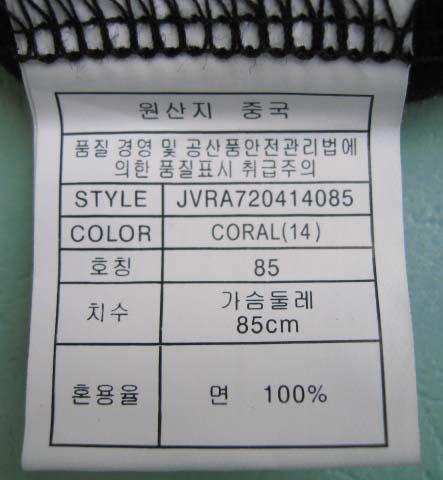 원산지 중국
품질 경영 및 공산품안전관리법에
의한 품질표시 취급주의
STYLE JVRA720414085
COLOR CORAL(14)
호칭 85
치수 가슴둘레
85cm
혼용율 면 100%